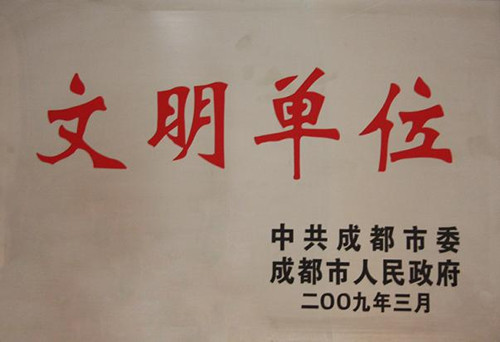 文明单位
中共成都市委
成都市人民政府
二OO九年三月